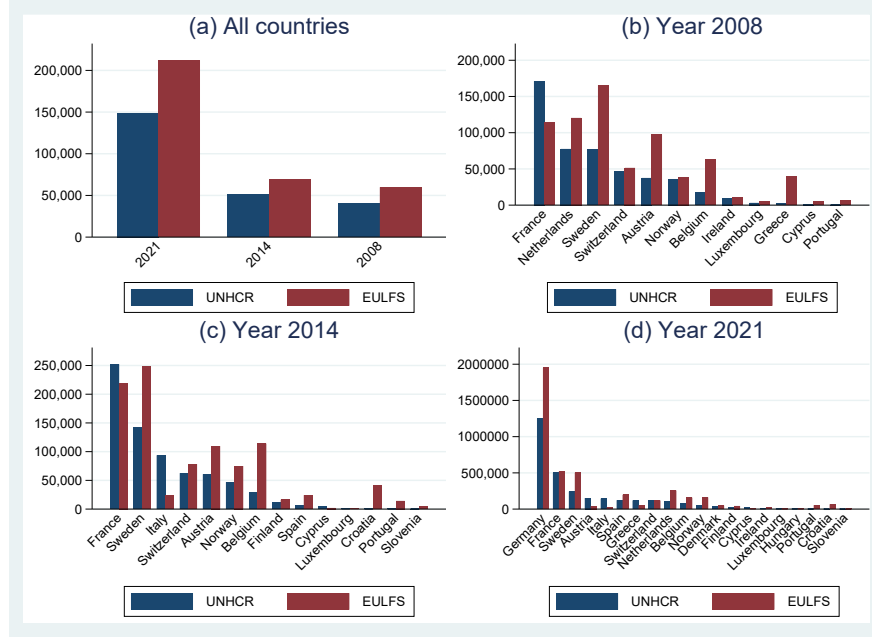 (a) All countries
200,000
150,000
100,000
50,000
0
2021
2014
2008
UNHCR
EULFS
(b) Year 2008
200,000
150,000
100,000
50,000
0
France
Netherlands
Sweden
Switzerland
Austria
Norway
Belgium
Ireland
Luxembourg
Greece
Cyprus
Portugal
UNHCR
EULFS
(c) Year 2014
250,000
200,000
150,000
100,000
50,000
0
France
Sweden
Italy
Switzerland
Austria
Norway
Belgium
Finland
Spain
Cyprus
Luxembourg
Croatia
Portugal
Slovenia
UNHCR
EULFS
(d) Year 2021
2000000
1500000
1000000
500,000
0
Germany
France
Sweden
Austria
Italy
Spain
Greece
Switzerland
Netherlands
Belgium
Norway
Denmark
Finland
Cyprus
Ireland
Luxembourg
Hungary
Portugal
Croatia
Slovenia
UNHCR
EULFS